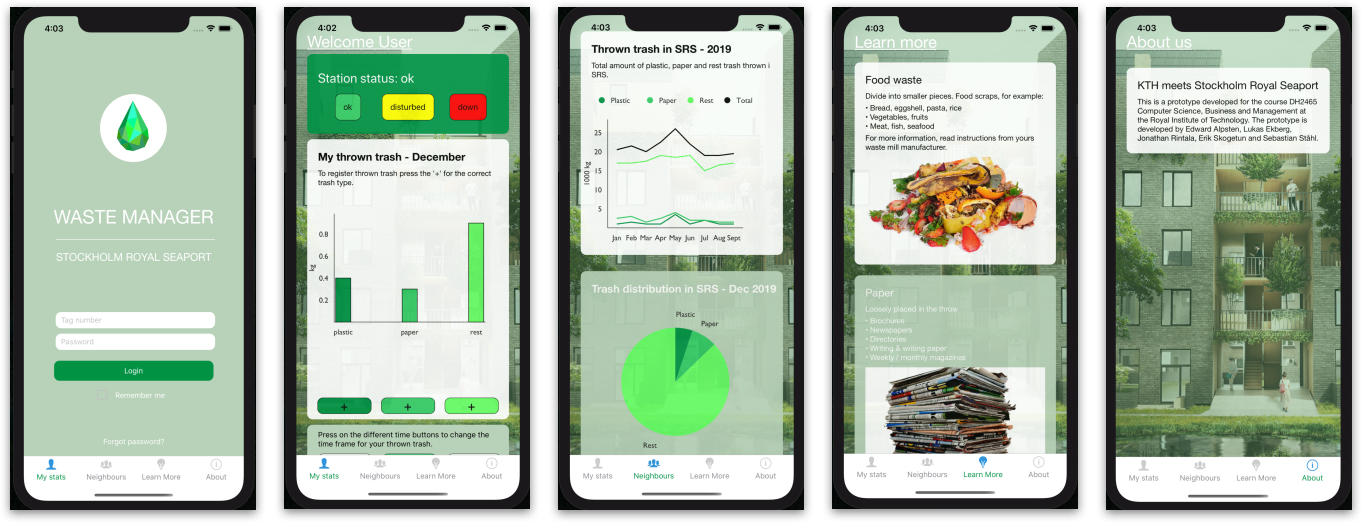 4:03
WASTE MANAGER
STOCKHOLM ROYAL SEAPORT
Tag number
Password
Login
Remember me
Forgot password?
My stats
Neighbours
Learn More
About
4:02
Welcome User
Station status: ok
ok
disturbed
down
My thrown trash - December
To register thrown trash press the '+' for the correct
trash type.
0.8
0.6
kg
0.4
0.2
plastic
paper
rest
+
+
+
Press on the different time buttons to change the
time frame for your thrown trash.
My stats
Neighbours
Learn More
About
4:03
Thrown trash in SRS - 2019
Total amount of plastic, paper and rest trash thrown i
SRS.
Plastic
Paper
Rest
Total
25
20
15
1000 kg
10
5
Jan Feb Mar Apr May Jun Jul Aug Sept
Trash distribution in SRS - Dec 2019
Plastic
Paper
Rest
My stats
Neighbours
Learn More
About
4:03
Learn more
Food waste
Divide into smaller pieces. Food scraps, for example:
• Bread, eggshell, pasta, rice
• Vegetables, fruits
• Meat, fish, seafood
For more information, read instructions from yours
waste mill manufacturer.
Paper
Loosely placed in the throw
• Brochures
• Newspapers
• Directories
• Writing & writing paper
• Weekly / monthly magazines
My stats
Neighbours
Learn More
About
4:03
About us
KTH meets Stockholm Royal Seaport
This is a prototype developed for the course DH2465
Computer Science, Business and Management at
the Royal Institute of Technology. The prototype is
developed by Edward Alpsten, Lukas Ekberg,
Jonathan Rintala, Erik Skogetun and Sebastian Ståhl.
My stats
Neighbours
Learn More
About